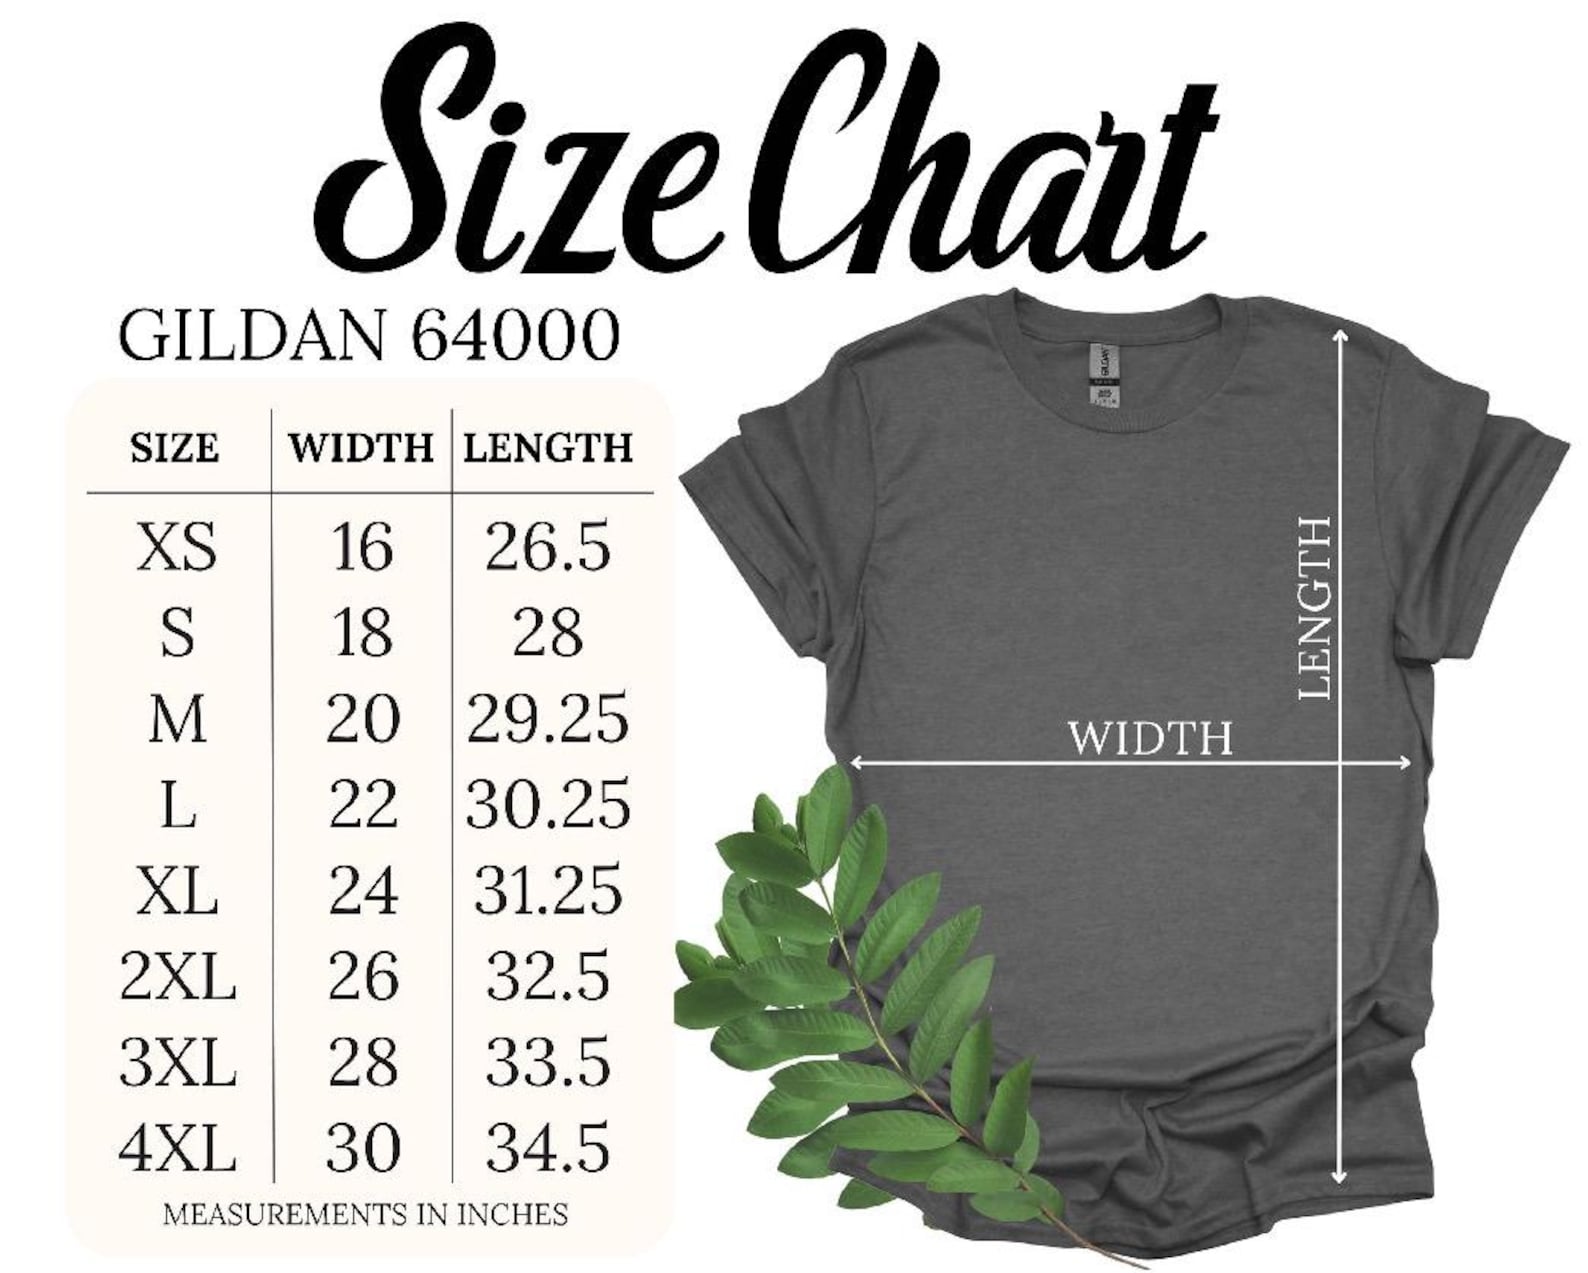 Size Chart
GILDAN 64000
SIZE WIDTH LENGTH
XS 16 26.5
S 18 28
M 20 29.25
L 22 30.25
XL 24 31.25
2XL 26 32.5
3XL 28 33.5
4XL 30 34.5
MEASUREMENTS IN INCHES
GILDAN
LENGTH
WIDTH